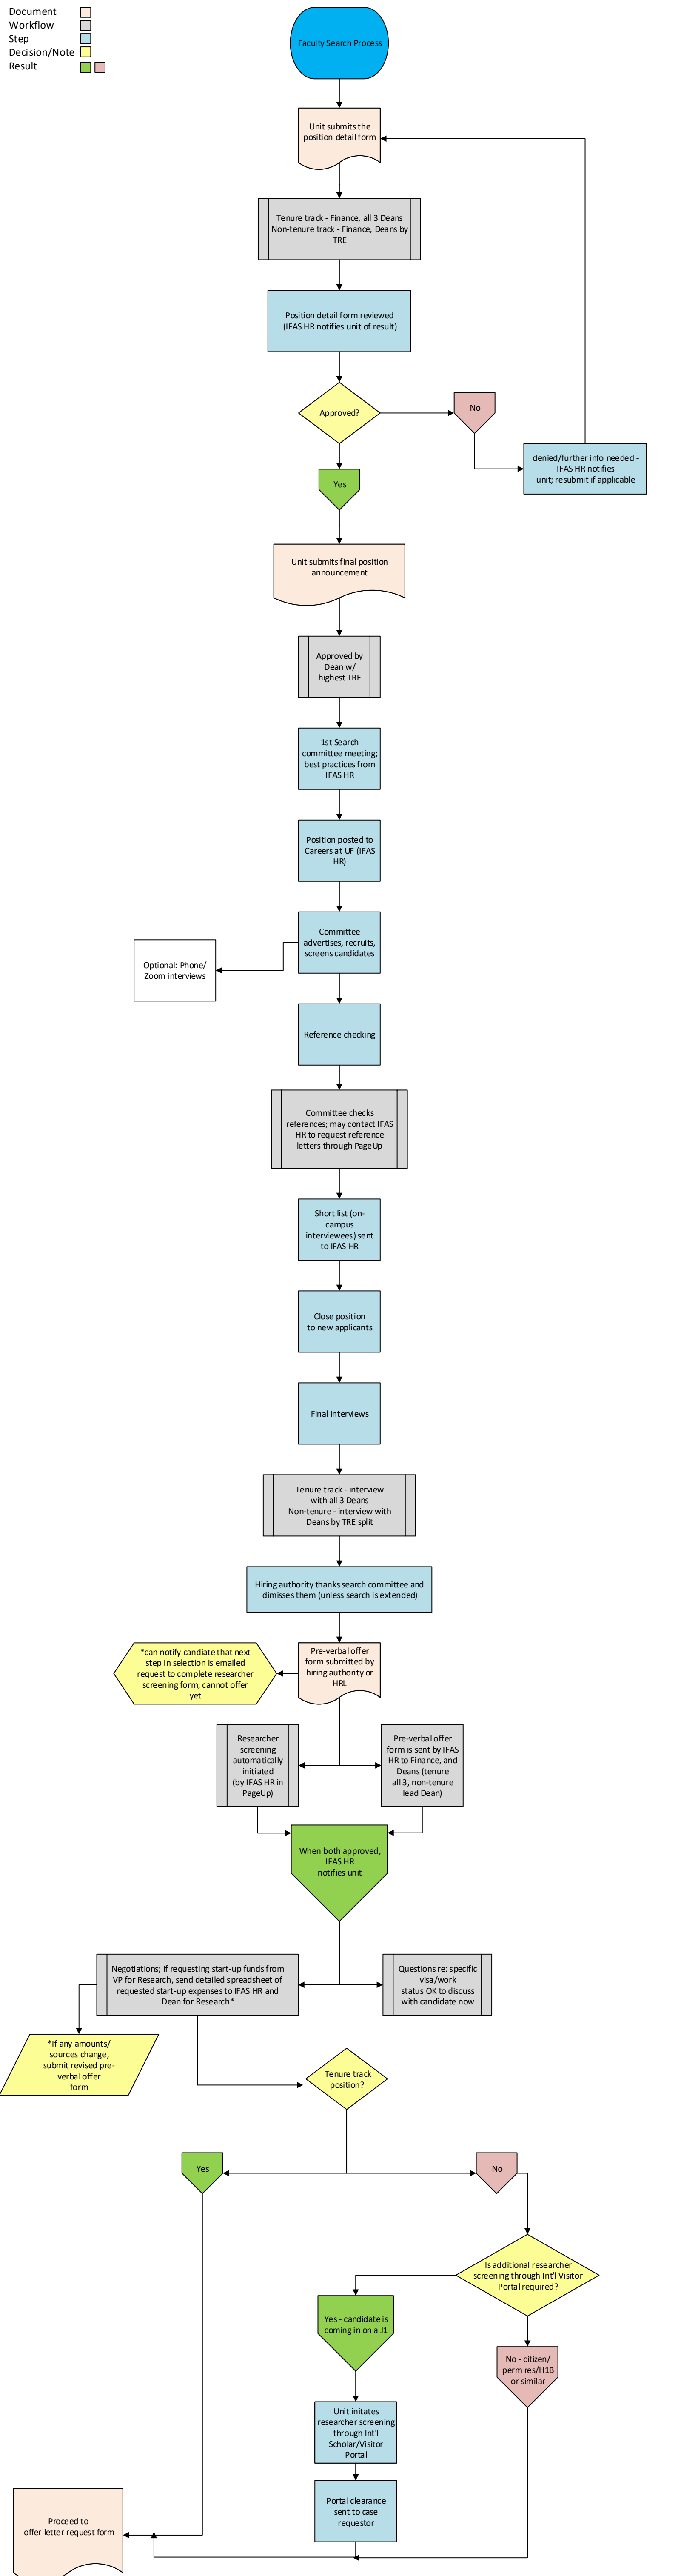 Document
Workflow
Step
Decision/Note
Result
Faculty Search Process
Unit submits the
position detail form
Tenure track - Finance, all 3 Deans
Non-tenure track - Finance, Deans by
TRE
Position detail form reviewed
(IFAS HR notifies unit of result)
Approved?
No
denied/further info needed -
IFAS HR notifies
unit; resubmit if applicable
Yes
Unit submits final position
announcement
Approved by
Dean w/
highest TRE
1st Search
committee meeting;
best practices from
IFAS HR
Position posted to
Careers at UF (IFAS
HR)
Committee
advertises, recruits,
screens candidates
Optional: Phone/
Zoom interviews
Reference checking
Committee checks
references; may contact IFAS
HR to request reference
letters through PageUp
Short list (on-
campus
interviewees) sent
to IFAS HR
Close position
to new applicants
Final interviews
Tenure track - interview
with all 3 Deans
Non-tenure - interview with
Deans by TRE split
Hiring authority thanks search committee and
dimisses them (unless search is extended)
Pre-verbal offer
form submitted by
hiring authority or
HRL
*can notify candiate that next
step in selection is emailed
request to complete researcher
screening form; cannot offer
yet
Researcher
screening
automatically
initiated
(by IFAS HR in
PageUp)
Pre-verbal offer
form is sent by IFAS
HR to Finance, and
Deans (tenure
all 3, non-tenure
lead Dean)
When both approved,
IFAS HR
notifies unit
Negotiations; if requesting start-up funds from
VP for Research, send detailed spreadsheet of
requested start-up expenses to IFAS HR and
Dean for Research*
Questions re: specific
visa/work
status OK to discuss
with candidate now
*If any amounts/
sources change,
submit revised pre-
verbal offer
form
Tenure track
position?
Yes
No
Is additional researcher
screening through Int'l Visitor
Portal required?
Yes - candidate is
coming in on a J1
No - citizen/
perm res/H1B
or similar
Unit initates
researcher screening
through Int'l
Scholar/Visitor
Portal
Portal clearance
sent to case
requestor
Proceed to
offer letter request form